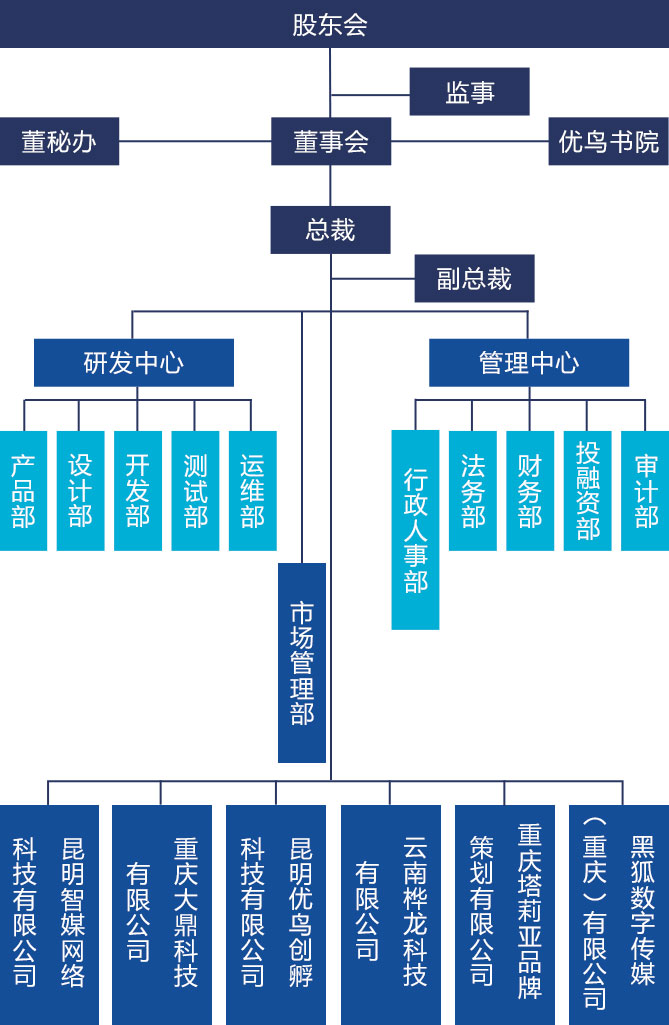 股东会
监事
董秘办
董事会
优鸟书院
总裁
副总裁
研发中心
管理中心
产品部
设计部
开发部
测试部
运维部
行政人事部
法务部
财务部
投融资部
审计部
市场管理部
昆明智媒网络
科技有限公司
重庆大鼎科技
有限公司
昆明优鸟创孵
科技有限公司
云南桦龙科技
有限公司
重庆塔莉亚品牌
策划有限公司
黑狐数字传媒
（重庆）有限公司